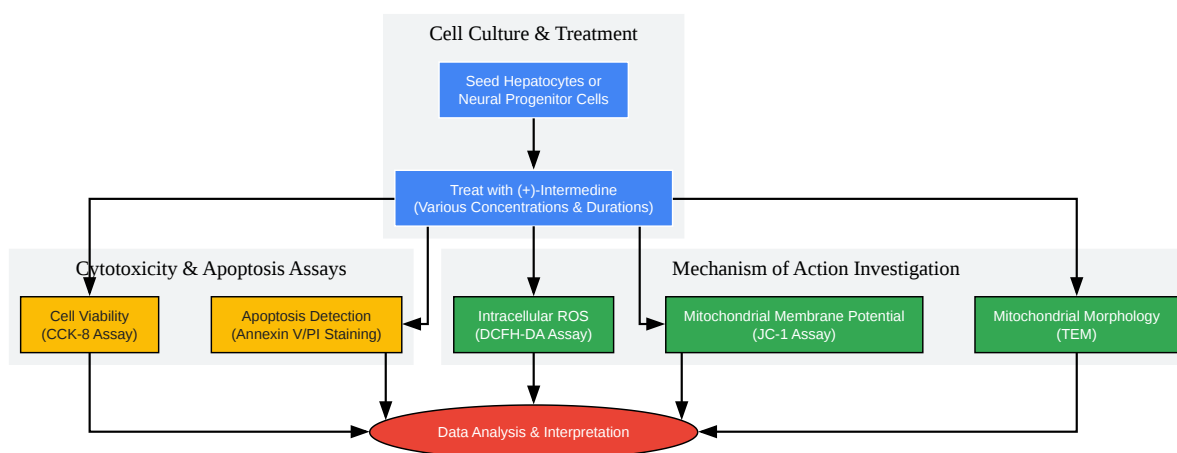 Cell Culture & Treatment
Seed Hepatocytes or
Neural Progenitor Cells
Treat with (+)-Intermedine
(Various Concentrations & Durations)
Cytotoxicity & Apoptosis Assays
Mechanism of Action Investigation
Cell Viability
(CCK-8 Assay)
Apoptosis Detection
(Annexin V/PI Staining)
Intracellular ROS
(DCFH-DA Assay)
Mitochondrial Membrane Potential
(JC-1 Assay)
Mitochondrial Morphology
(TEM)
Data Analysis & Interpretation